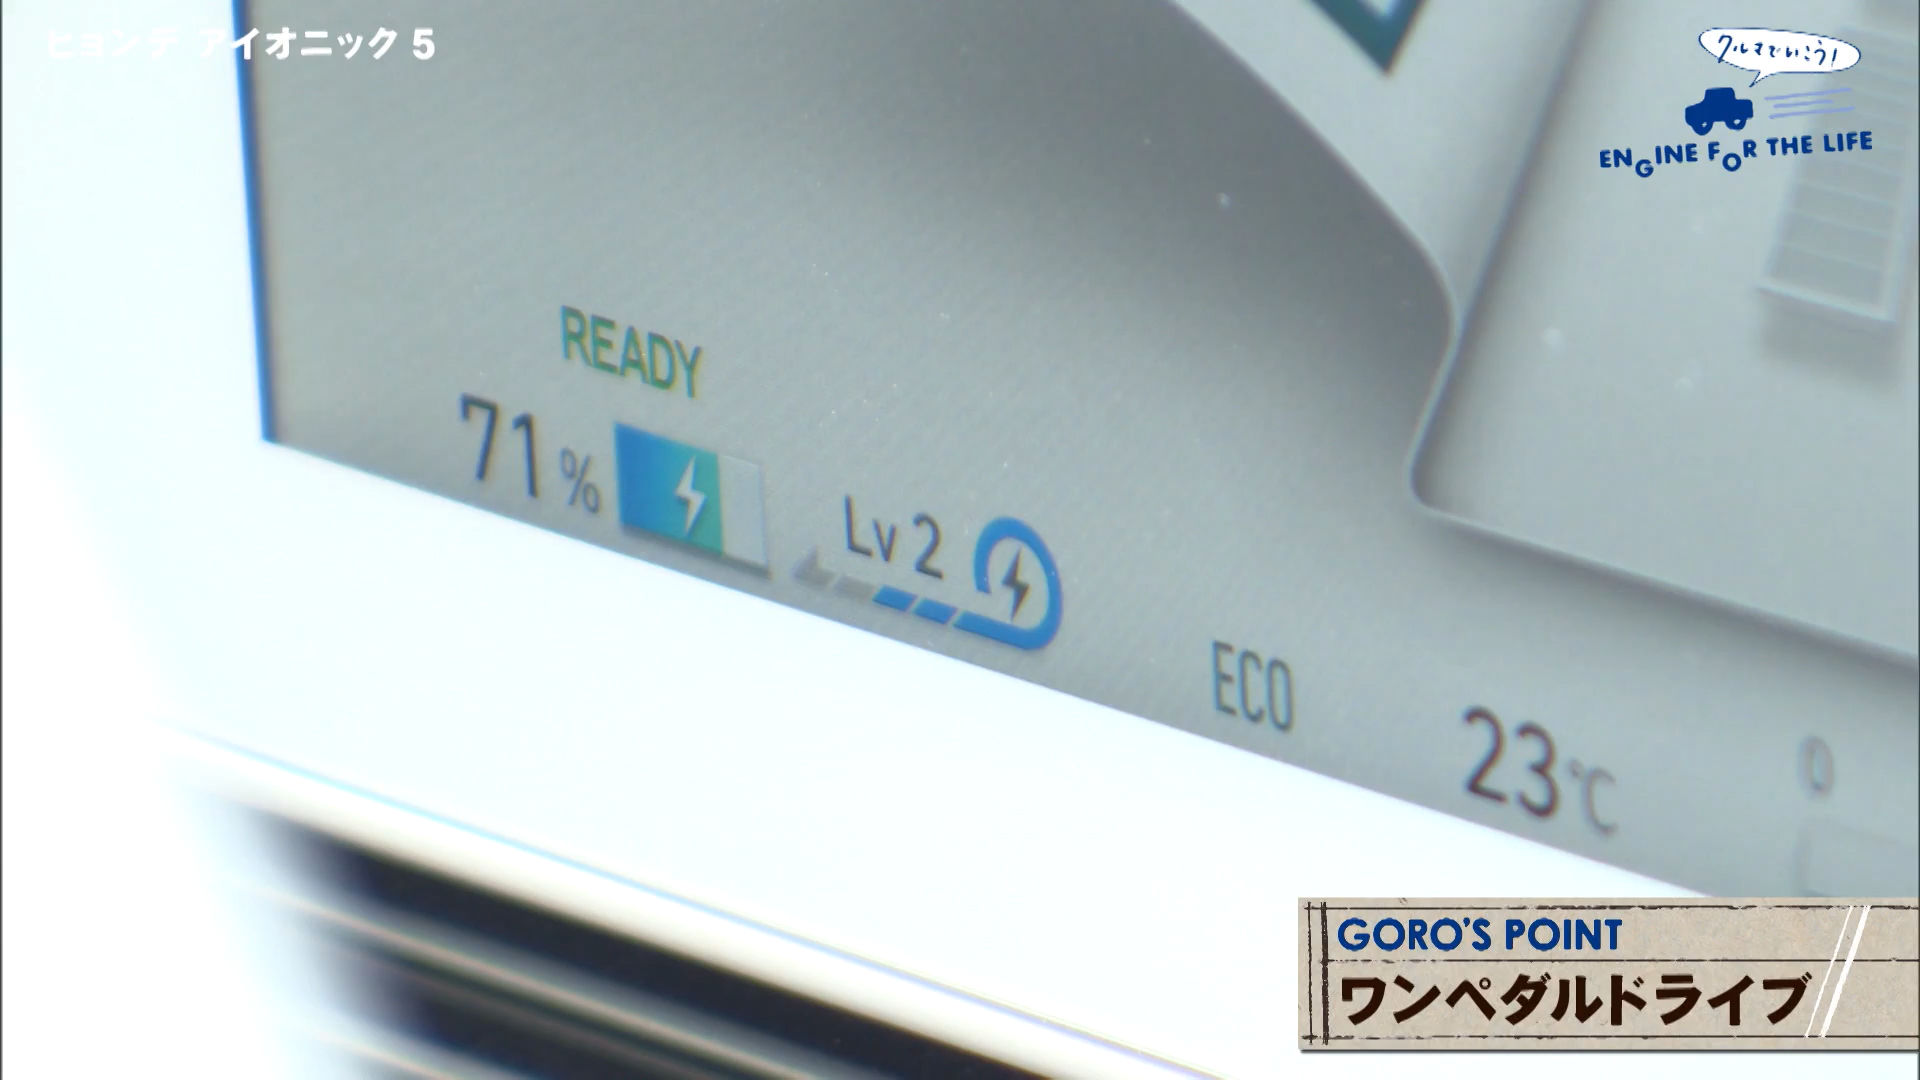 ヒョンデ アイオニック 5
クルマでいこう!
ENGINE FOR THE LIFE
READY
71%
Lv 2
ECO
23℃
0
GORO'S POINT
ワンペダルドライブ